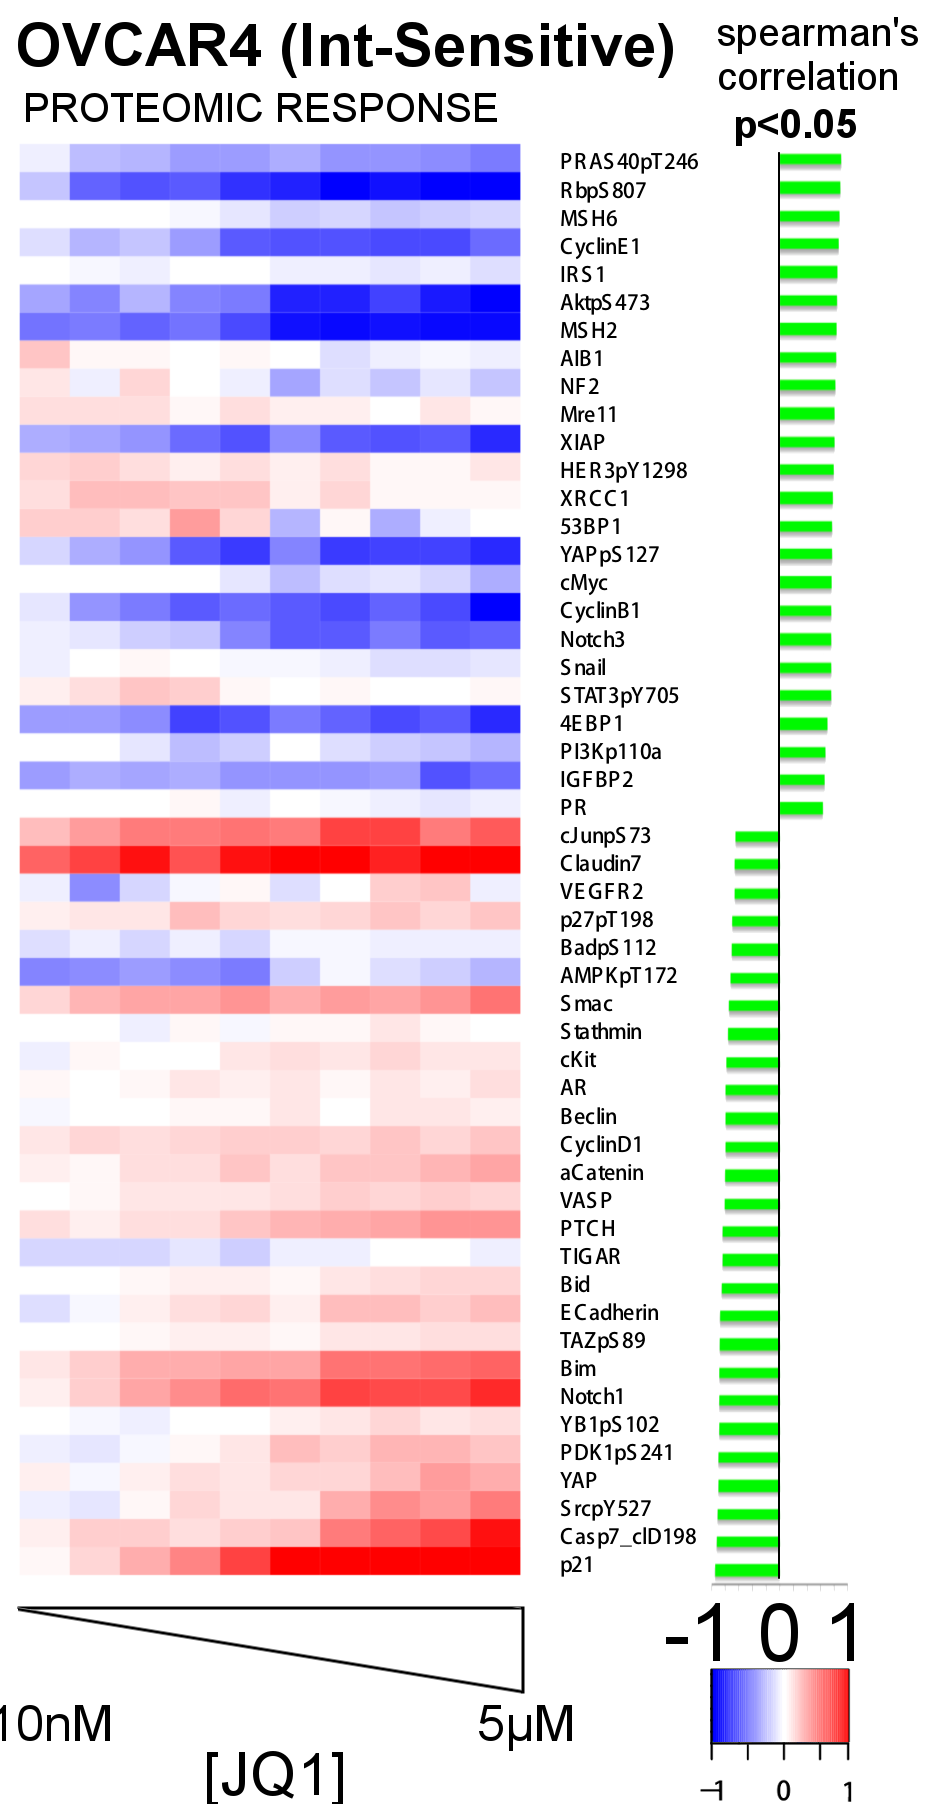 OVCAR4 (Int-Sensitive)
PROTEOMIC RESPONSE
spearman's
correlation
p<0.05
PRAS40pT246
RbpS807
MSH6
CyclinE1
IRS1
AktpS473
MSH2
AIB1
NF2
Mre11
XIAP
HER3pY1298
XRCC1
53BP1
YAPpS127
cMyc
CyclinB1
Notch3
Snail
STAT3pY705
4EBP1
PI3Kp110a
IGFBP2
PR
cJunpS73
Claudin7
VEGFR2
p27pT198
BadpS112
AMPKpT172
Smac
Stathmin
cKit
AR
Beclin
CyclinD1
aCatenin
VASP
PTCH
TIGAR
Bid
ECadherin
TAZpS89
Bim
Notch1
YB1pS102
PDK1pS241
YAP
SrcpY527
Casp7_clD198
p21
-1 0 1
10nM 5µM
[JQ1]
-1 0 1